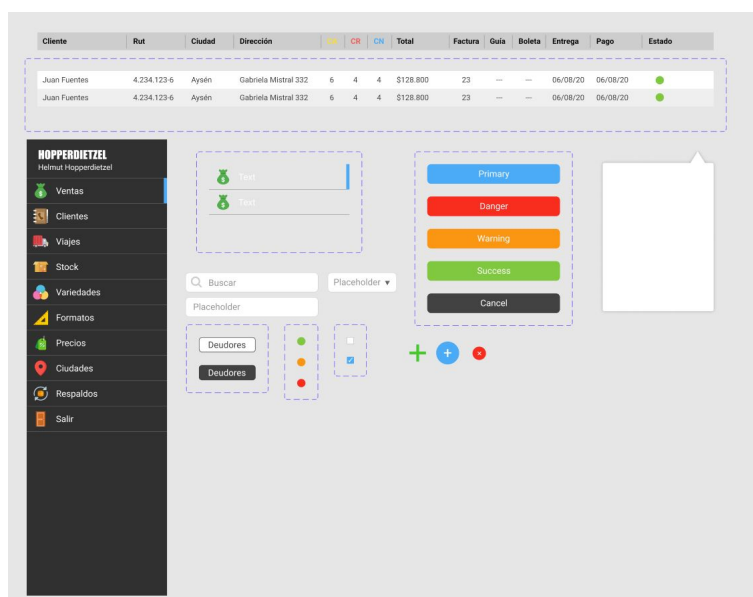 Cliente Rut Ciudad Dirección CR CN Total Factura Guía Boleta Entrega Pago Estado
Juan Fuentes 4.234.123-6 Aysén Gabriela Mistral 332 6 4 4 $128.800 23 — — 06/08/20 06/08/20
Juan Fuentes 4.234.123-6 Aysén Gabriela Mistral 332 6 4 4 $128.800 23 — — 06/08/20 06/08/20
HOPPERDIETZEL
Helmut Hopperdietzel
Ventas
Clientes
Viajes
Stock
Variedades
Formatos
Precios
Ciudades
Respaldos
Salir
Text
Text
Buscar
Placeholder ▼
Placeholder
Deudores
Deudores
Primary
Danger
Warning
Success
Cancel